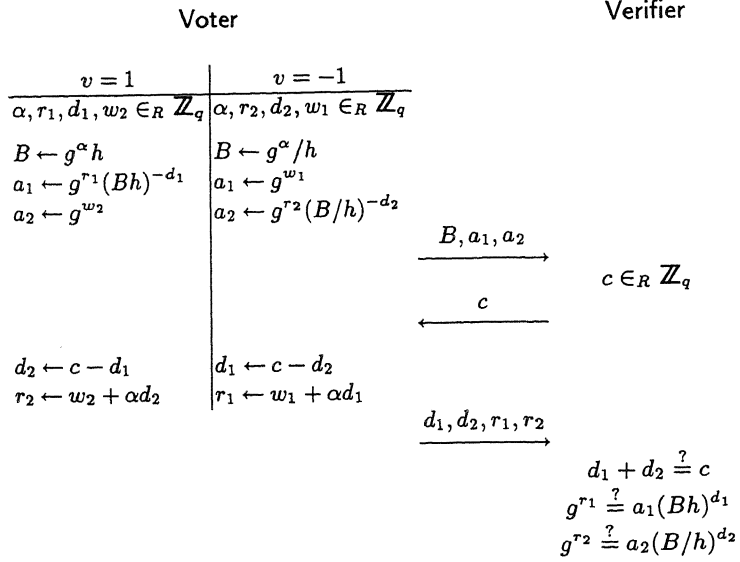 Voter
Verifier
v = 1
v = −1
α, r₁, d₁, w₂ ∈_R ℤ_q
α, r₂, d₂, w₁ ∈_R ℤ_q
B ← g^α h
B ← g^α/h
a₁ ← g^{r₁}(Bh)^{−d₁}
a₁ ← g^{w₁}
a₂ ← g^{w₂}
a₂ ← g^{r₂}(B/h)^{−d₂}
B, a₁, a₂
c ∈_R ℤ_q
c
d₂ ← c − d₁
d₁ ← c − d₂
r₂ ← w₂ + αd₂
r₁ ← w₁ + αd₁
d₁, d₂, r₁, r₂
d₁ + d₂ ≟ c
g^{r₁} ≟ a₁(Bh)^{d₁}
g^{r₂} ≟ a₂(B/h)^{d₂}